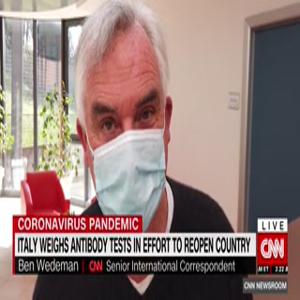 CORONAVIRUS PANDEMIC
ITALY WEIGHS ANTIBODY TESTS IN EFFORT TO REOPEN COUNTRY
Ben Wedeman CNN Senior International Correspondent
LIVE
CNN
CNN NEWSROOM